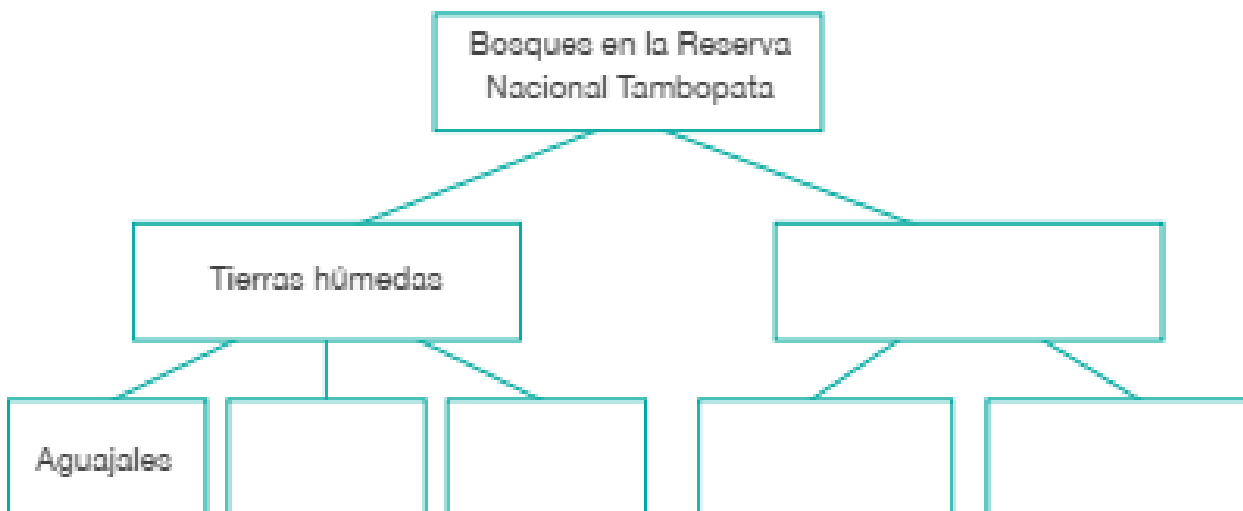 Bosques en la Reserva
Nacional Tambopata
Tierras húmedas
Aguajales